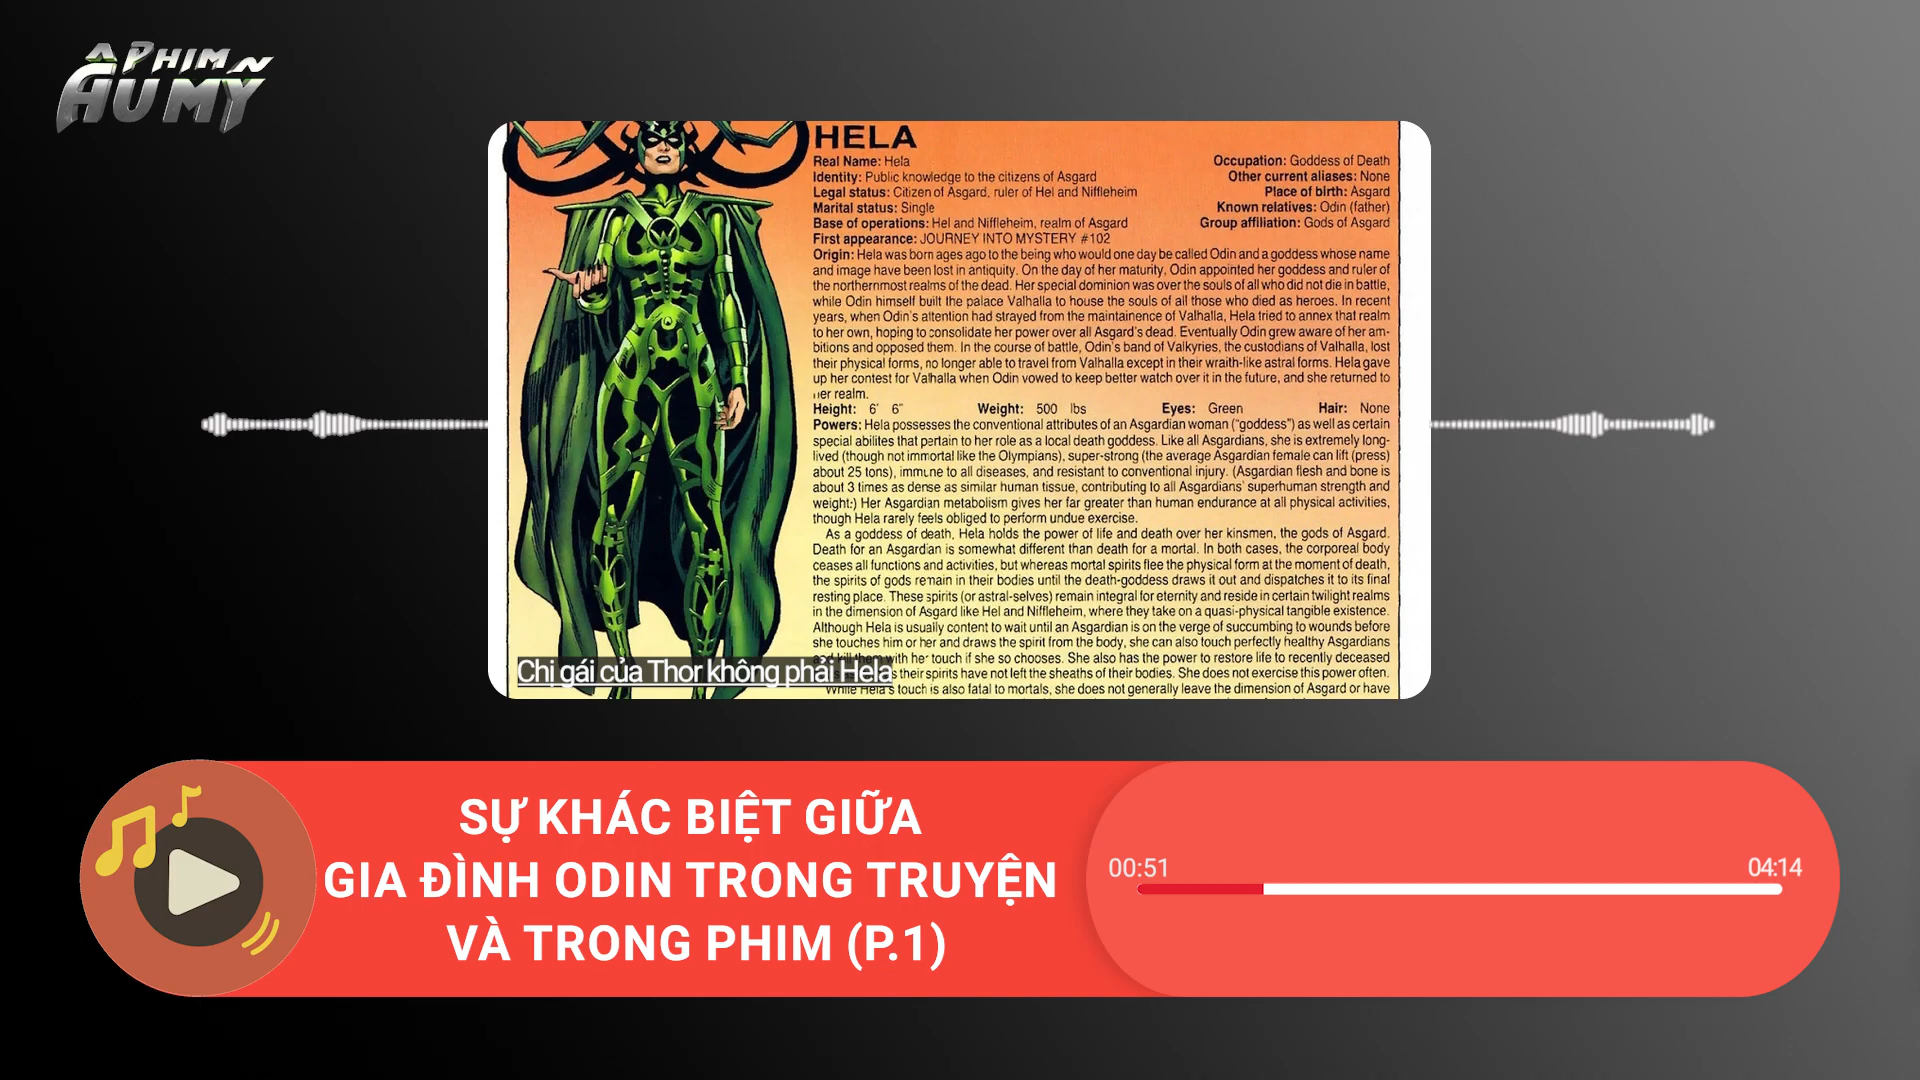 PHIM
ÂU MỸ
HELA
Real Name: Hela
Occupation: Goddess of Death
Identity: Public knowledge to the citizens of Asgard
Other current aliases: None
Legal status: Citizen of Asgard, ruler of Hel and Niffleheim
Place of birth: Asgard
Marital status: Single
Known relatives: Odin (father)
Base of operations: Hel and Niffleheim, realm of Asgard
Group affiliation: Gods of Asgard
First appearance: JOURNEY INTO MYSTERY #102
Origin: Hela was born ages ago to the being who would one day be called Odin and a goddess whose name
and image have been lost in antiquity. On the day of her maturity, Odin appointed her goddess and ruler of
the northernmost realms of the dead. Her special dominion was over the souls of all who did not die in battle,
while Odin himself built the palace Valhalla to house the souls of all those who died as heroes. In recent
years, when Odin's attention had strayed from the maintainence of Valhalla, Hela tried to annex that realm
to her own, hoping to consolidate her power over all Asgard's dead. Eventually Odin grew aware of her am-
bitions and opposed them. In the course of battle, Odin's band of Valkyries, the custodians of Valhalla, lost
their physical forms, no longer able to travel from Valhalla except in their wraith-like astral forms. Hela gave
up her contest for Valhalla when Odin vowed to keep better watch over it in the future, and she returned to
her realm.
Height: 6' 6" Weight: 500 lbs Eyes: Green Hair: None
Powers: Hela possesses the conventional attributes of an Asgardian woman ("goddess") as well as certain
special abilites that pertain to her role as a local death goddess. Like all Asgardians, she is extremely long-
lived (though not immortal like the Olympians), super-strong (the average Asgardian female can lift (press)
about 25 tons), immune to all diseases, and resistant to conventional injury. (Asgardian flesh and bone is
about 3 times as dense as similar human tissue, contributing to all Asgardians' superhuman strength and
weight.) Her Asgardian metabolism gives her far greater than human endurance at all physical activities,
though Hela rarely feels obliged to perform undue exercise.
As a goddess of death, Hela holds the power of life and death over her kinsmen, the gods of Asgard.
Death for an Asgardian is somewhat different than death for a mortal. In both cases, the corporeal body
ceases all functions and activities, but whereas mortal spirits flee the physical form at the moment of death,
the spirits of gods remain in their bodies until the death-goddess draws it out and dispatches it to its final
resting place. These spirits (or astral-selves) remain integral for eternity and reside in certain twilight realms
in the dimension of Asgard like Hel and Niffleheim, where they take on a quasi-physical tangible existence.
Although Hela is usually content to wait until an Asgardian is on the verge of succumbing to wounds before
she touches him or her and draws the spirit from the body, she can also touch perfectly healthy Asgardians
and kill them with her touch if she so chooses. She also has the power to restore life to recently deceased
their spirits have not left the sheaths of their bodies. She does not exercise this power often.
While Hela's touch is also fatal to mortals, she does not generally leave the dimension of Asgard or have
Chị gái của Thor không phải Hela
SỰ KHÁC BIỆT GIỮA
GIA ĐÌNH ODIN TRONG TRUYỆN
VÀ TRONG PHIM (P.1)
00:51
04:14